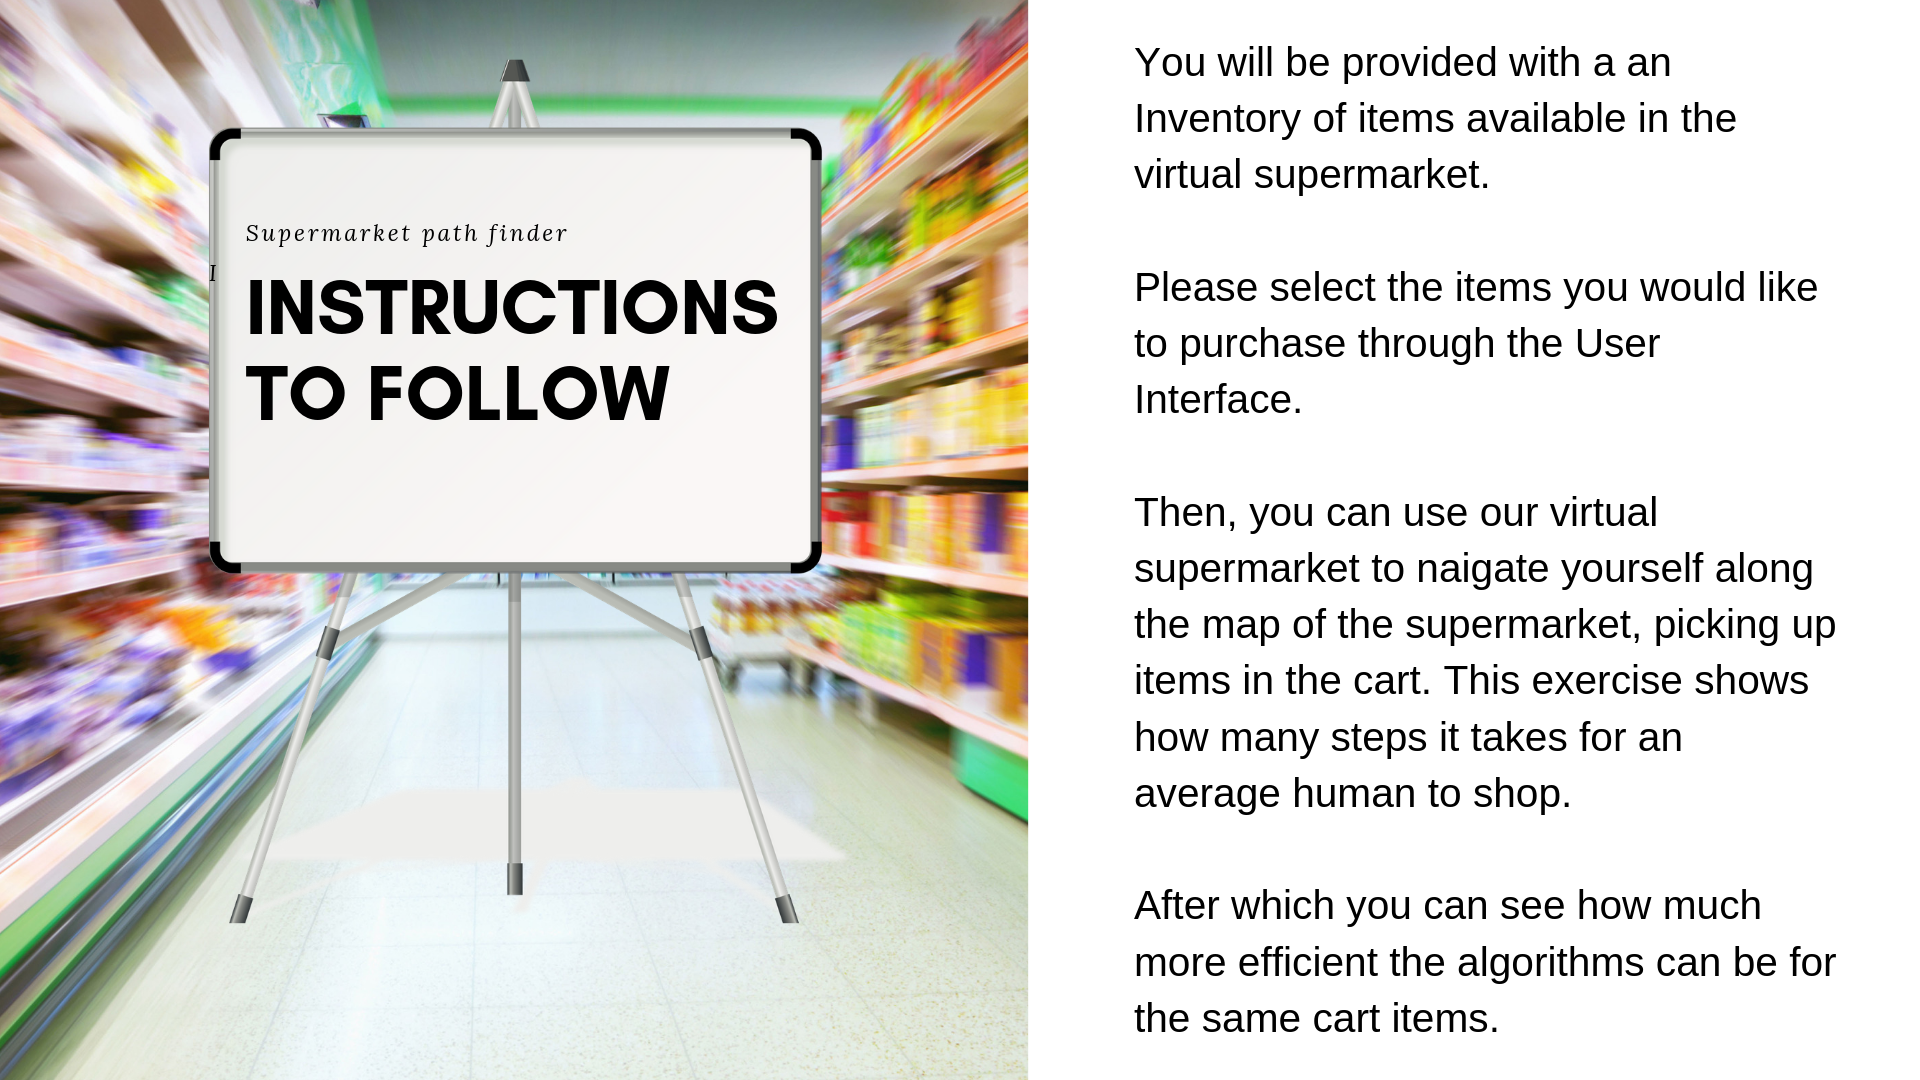 Supermarket path finder
I
INSTRUCTIONS
TO FOLLOW
You will be provided with a an
Inventory of items available in the
virtual supermarket.
Please select the items you would like
to purchase through the User
Interface.
Then, you can use our virtual
supermarket to naigate yourself along
the map of the supermarket, picking up
items in the cart. This exercise shows
how many steps it takes for an
average human to shop.
After which you can see how much
more efficient the algorithms can be for
the same cart items.